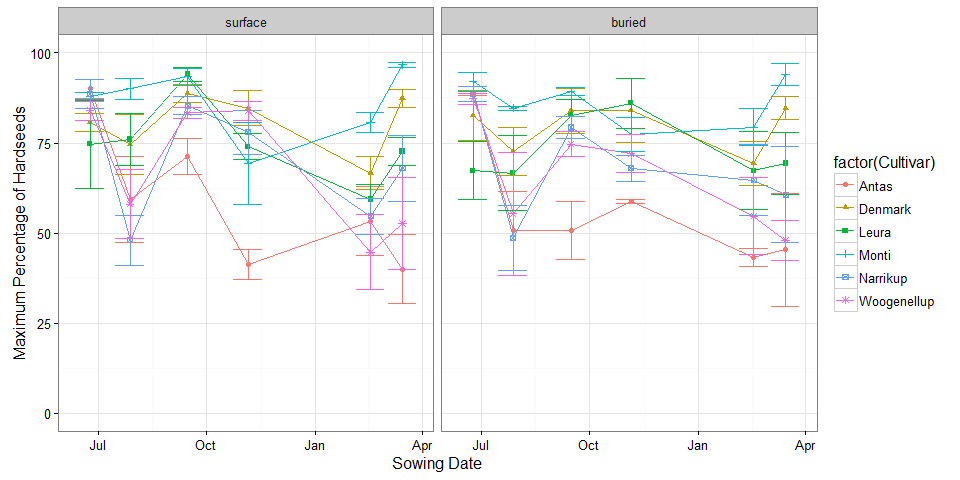 surface
buried
Maximum Percentage of Hardseeds
100
75
50
25
0
Jul
Oct
Jan
Apr
Jul
Oct
Jan
Apr
Sowing Date
factor(Cultivar)
Antas
Denmark
Leura
Monti
Narrikup
Woogenellup